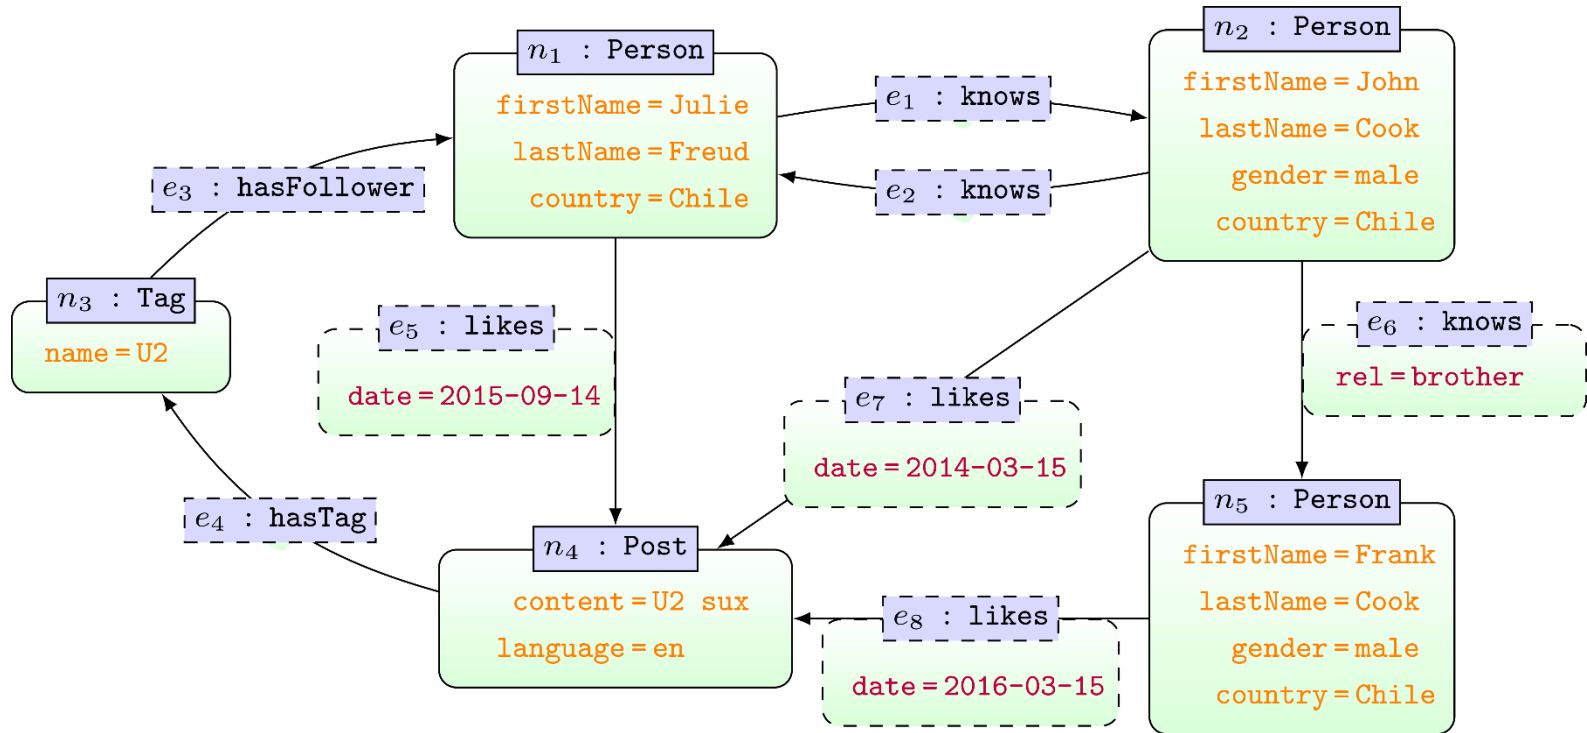 n₁ : Person
firstName = Julie
lastName = Freud
country = Chile
e₁ : knows
e₂ : knows
n₂ : Person
firstName = John
lastName = Cook
gender = male
country = Chile
e₃ : hasFollower
n₃ : Tag
name = U2
e₅ : likes
date = 2015-09-14
e₇ : likes
date = 2014-03-15
e₆ : knows
rel = brother
e₄ : hasTag
n₄ : Post
content = U2 sux
language = en
e₈ : likes
date = 2016-03-15
n₅ : Person
firstName = Frank
lastName = Cook
gender = male
country = Chile